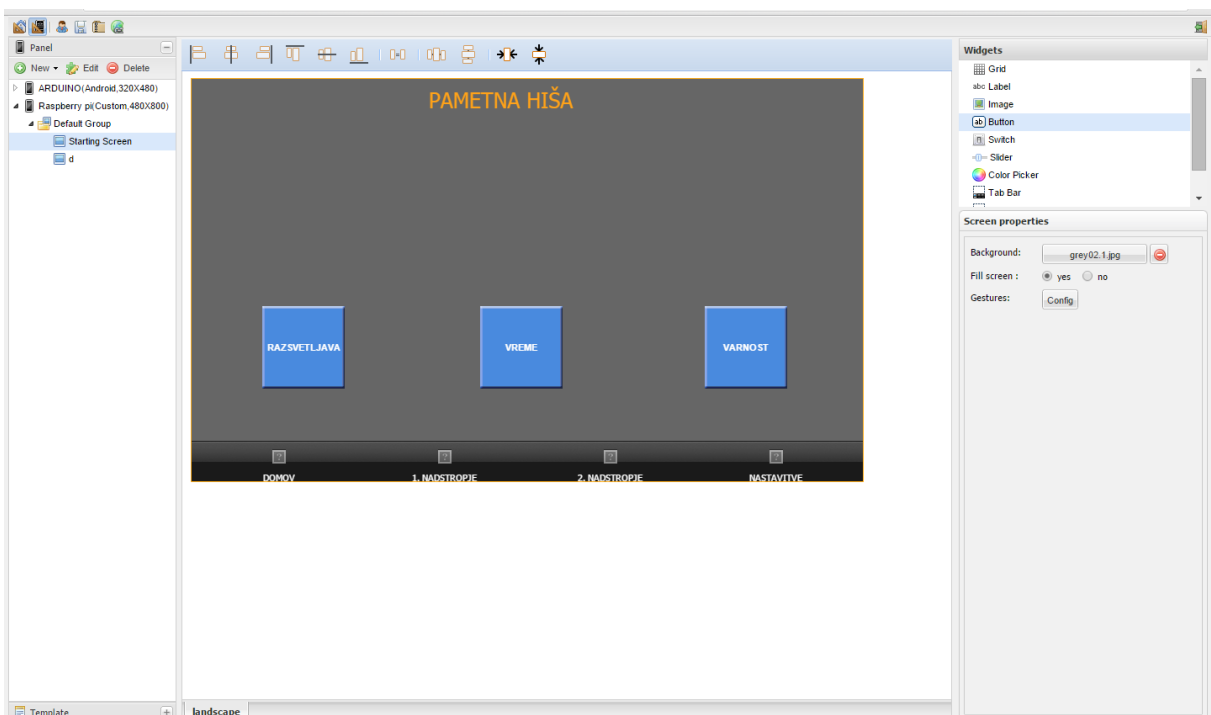 Panel
New Edit Delete
ARDUINO(Android,320X480)
Raspberry pi(Custom,480X800)
Default Group
Starting Screen
d
Template
PAMETNA HIŠA
RAZSVETLJAVA VREME VARNOST
? ? ? ?
DOMOV 1. NADSTROPJE 2. NADSTROPJE NASTAVITVE
landscape
Widgets
Grid
abc Label
Image
ab Button
Switch
Slider
Color Picker
Tab Bar
Screen properties
Background: grey02.1.jpg
Fill screen : yes no
Gestures: Config